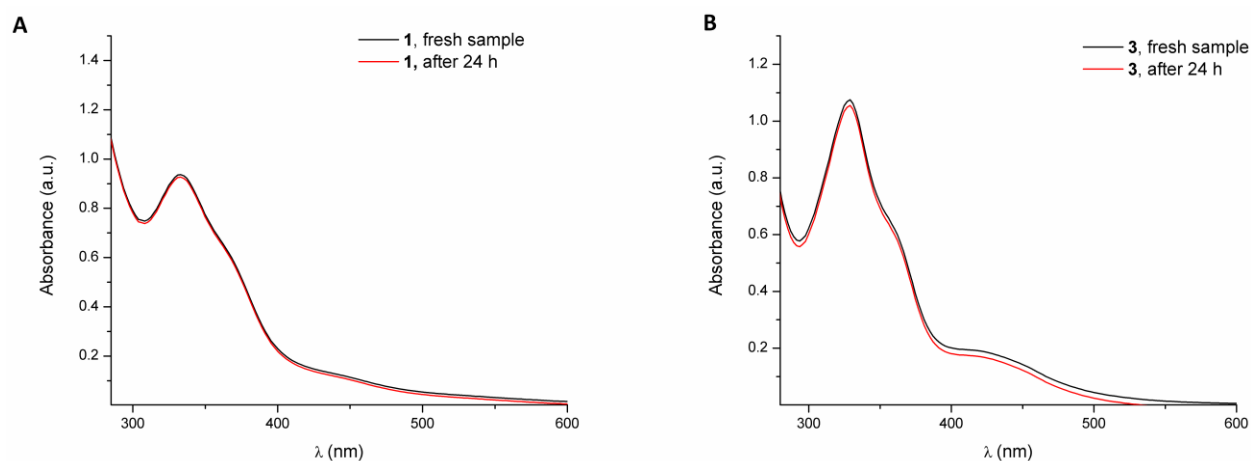 A
1, fresh sample
1, after 24 h
1.4
1.2
1.0
0.8
0.6
0.4
0.2
Absorbance (a.u.)
300
400
500
600
λ (nm)
B
3, fresh sample
3, after 24 h
1.2
1.0
0.8
0.6
0.4
0.2
Absorbance (a.u.)
300
400
500
600
λ (nm)